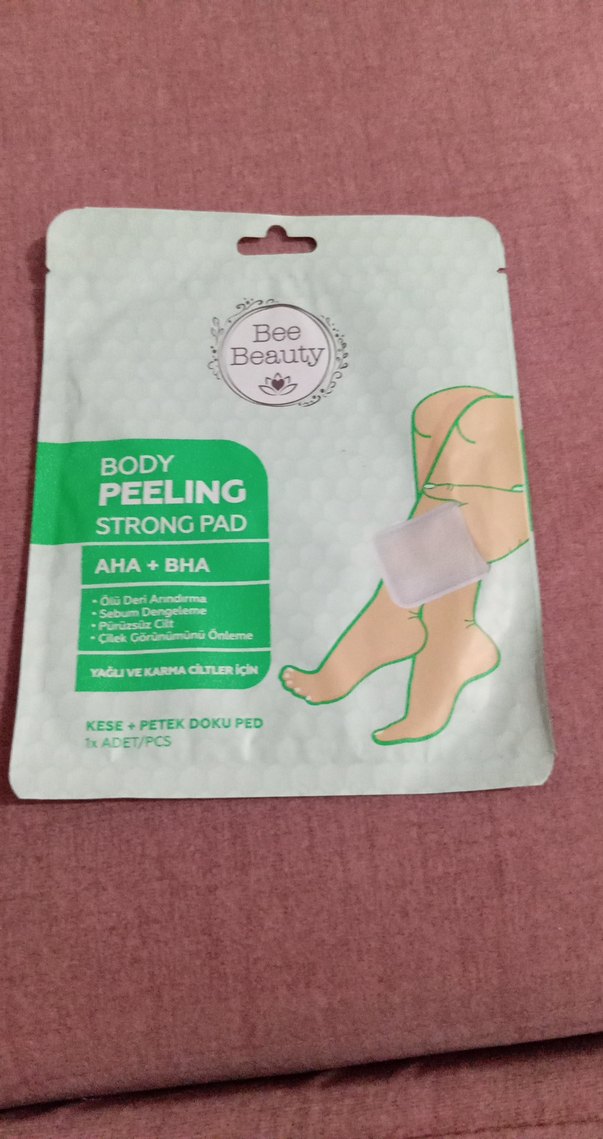 Bee
Beauty
BODY
PEELING
STRONG PAD
AHA + BHA
• Ölü Deri Arındırma
• Sebum Dengeleme
• Pürüzsüz Cilt
• Çilek Görünümünü Önleme
YAĞLI VE KARMA CİLTLER İÇİN
KESE + PETEK DOKU PED
1x ADET/PCS